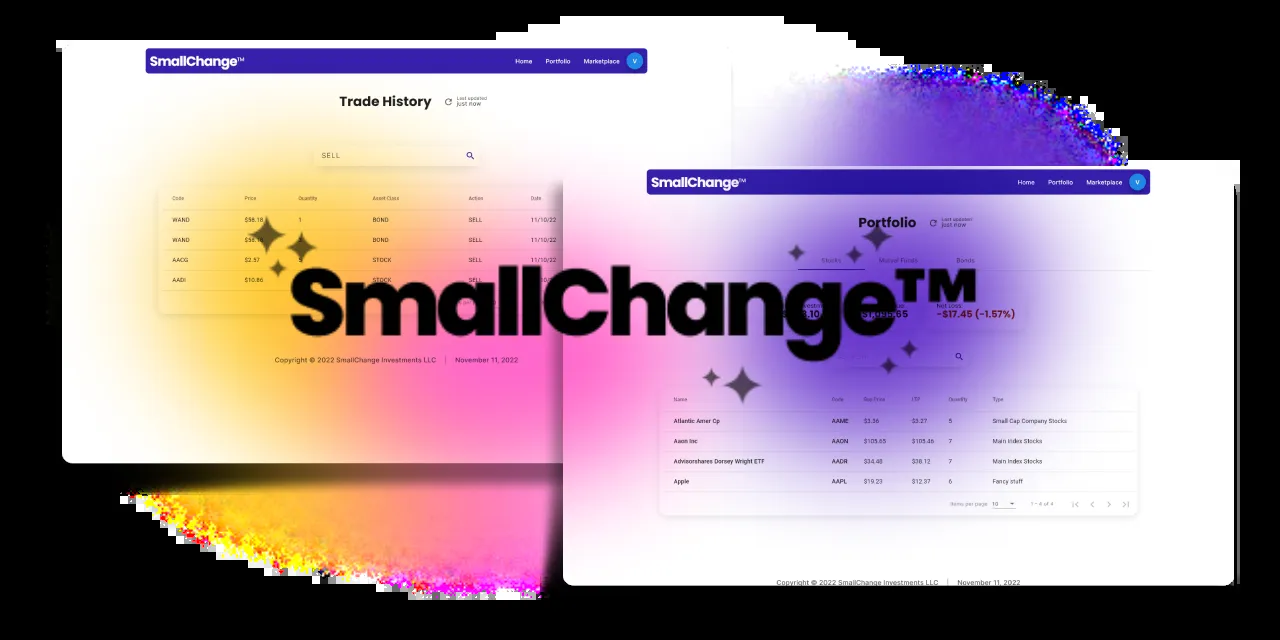 SmallChange™
Home Portfolio Marketplace V
Trade History
Last updated
just now
SELL
Code Price Quantity Asset Class Action Date
WAND $98.18 1 BOND SELL 11/10/22
WAND BOND SELL 11/10/22
AACG $2.57 STOCK SELL 11/10/22
AADI $10.86 STOCK SELL 11/10/22
Copyright © 2022 SmallChange Investments LLC | November 11, 2022
SmallChange™
SmallChange™
Home Portfolio Marketplace V
Portfolio
Last updated
just now
Stocks Mutual Funds Bonds
Net Loss
-$17.45 (-1.57%)
Name Code Buy Price LTP Quantity Type
Atlantic Amer Cp AAME $3.56 $3.27 5 Small Cap Company Stocks
Aaon Inc AAON $105.65 $105.46 7 Main Index Stocks
Advisorshares Dorsey Wright ETF AADR $34.48 $38.12 7 Main Index Stocks
Apple AAPL $19.23 $12.37 6 Fancy stuff
Items per page 10 1 – 4 of 4
Copyright © 2022 SmallChange Investments LLC | November 11, 2022